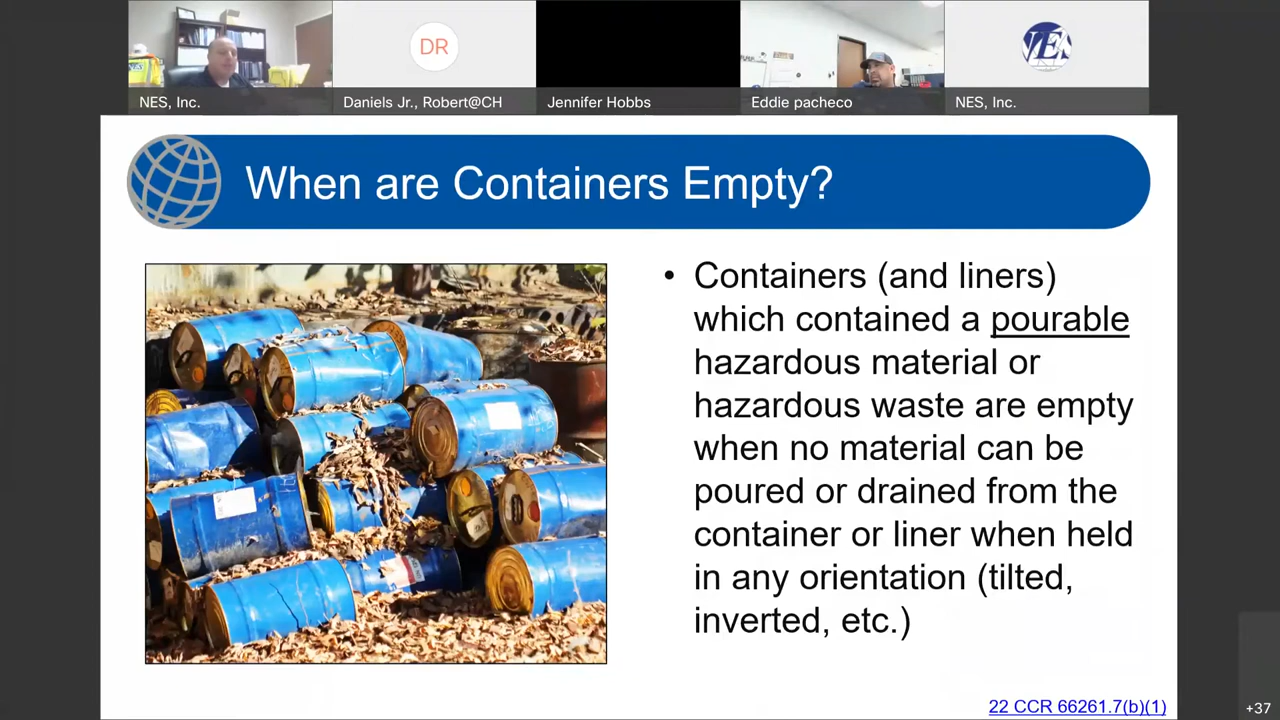 DR
NES
NES, Inc.
Daniels Jr., Robert@CH
Jennifer Hobbs
Eddie pacheco
NES, Inc.
When are Containers Empty?
• Containers (and liners)
which contained a pourable
hazardous material or
hazardous waste are empty
when no material can be
poured or drained from the
container or liner when held
in any orientation (tilted,
inverted, etc.)
22 CCR 66261.7(b)(1)
+37